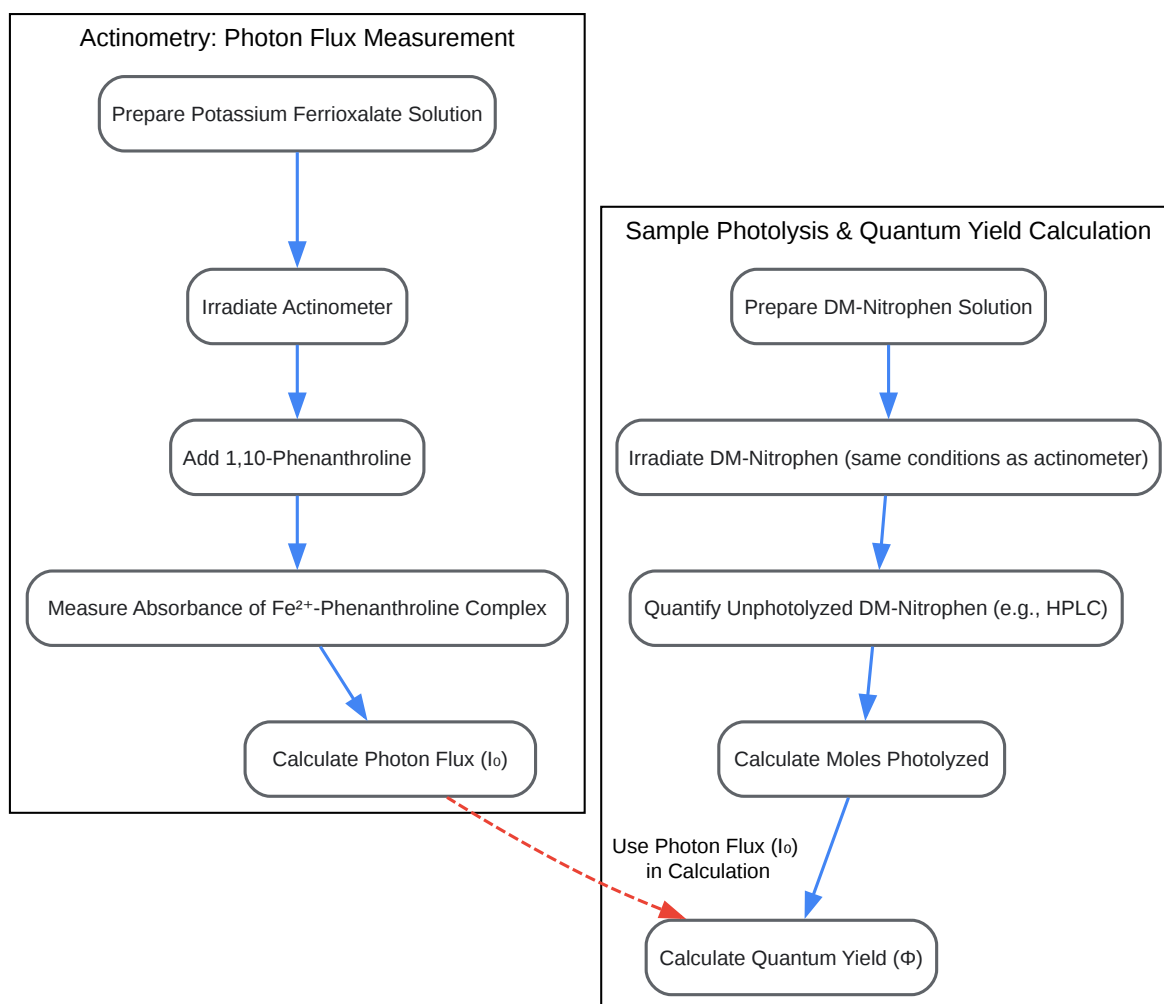 Actinometry: Photon Flux Measurement
Prepare Potassium Ferrioxalate Solution
Irradiate Actinometer
Add 1,10-Phenanthroline
Measure Absorbance of Fe²⁺-Phenanthroline Complex
Calculate Photon Flux (I₀)
Sample Photolysis & Quantum Yield Calculation
Prepare DM-Nitrophen Solution
Irradiate DM-Nitrophen (same conditions as actinometer)
Quantify Unphotolyzed DM-Nitrophen (e.g., HPLC)
Calculate Moles Photolyzed
Use Photon Flux (I₀)
in Calculation
Calculate Quantum Yield (Φ)